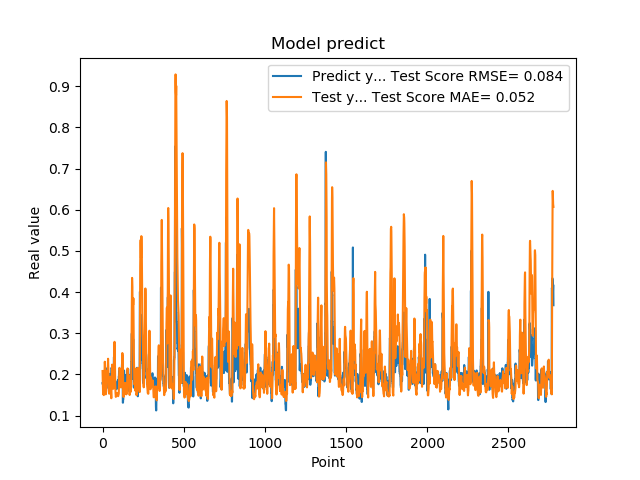 Model predict
Predict y... Test Score RMSE= 0.084
Test y... Test Score MAE= 0.052
Real value
0.9
0.8
0.7
0.6
0.5
0.4
0.3
0.2
0.1
0 500 1000 1500 2000 2500
Point